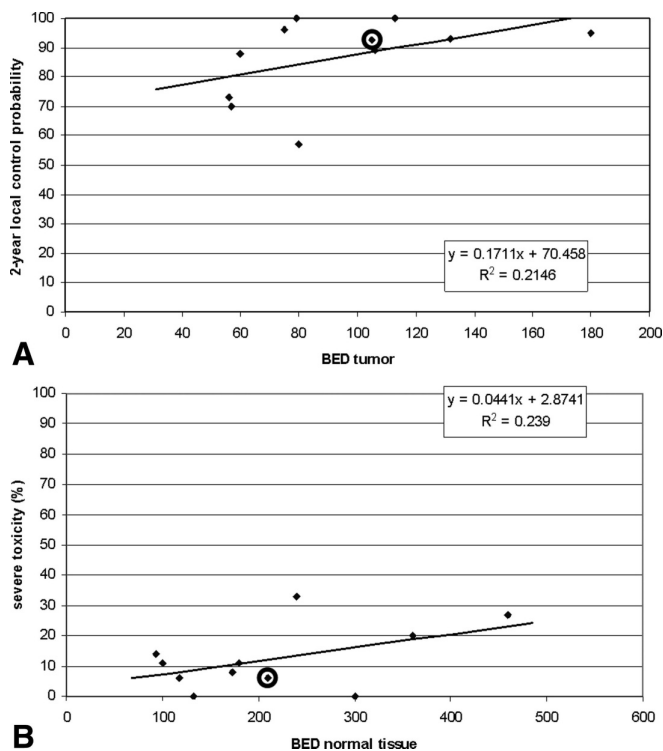 100
90
80
70
60
50
40
30
20
10
0
2-year local control probability
y = 0.1711x + 70.458
R² = 0.2146
0 20 40 60 80 100 120 140 160 180 200
BED tumor
A
100
90
80
70
60
50
40
30
20
10
0
severe toxicity (%)
y = 0.0441x + 2.8741
R² = 0.239
0 100 200 300 400 500 600
BED normal tissue
B